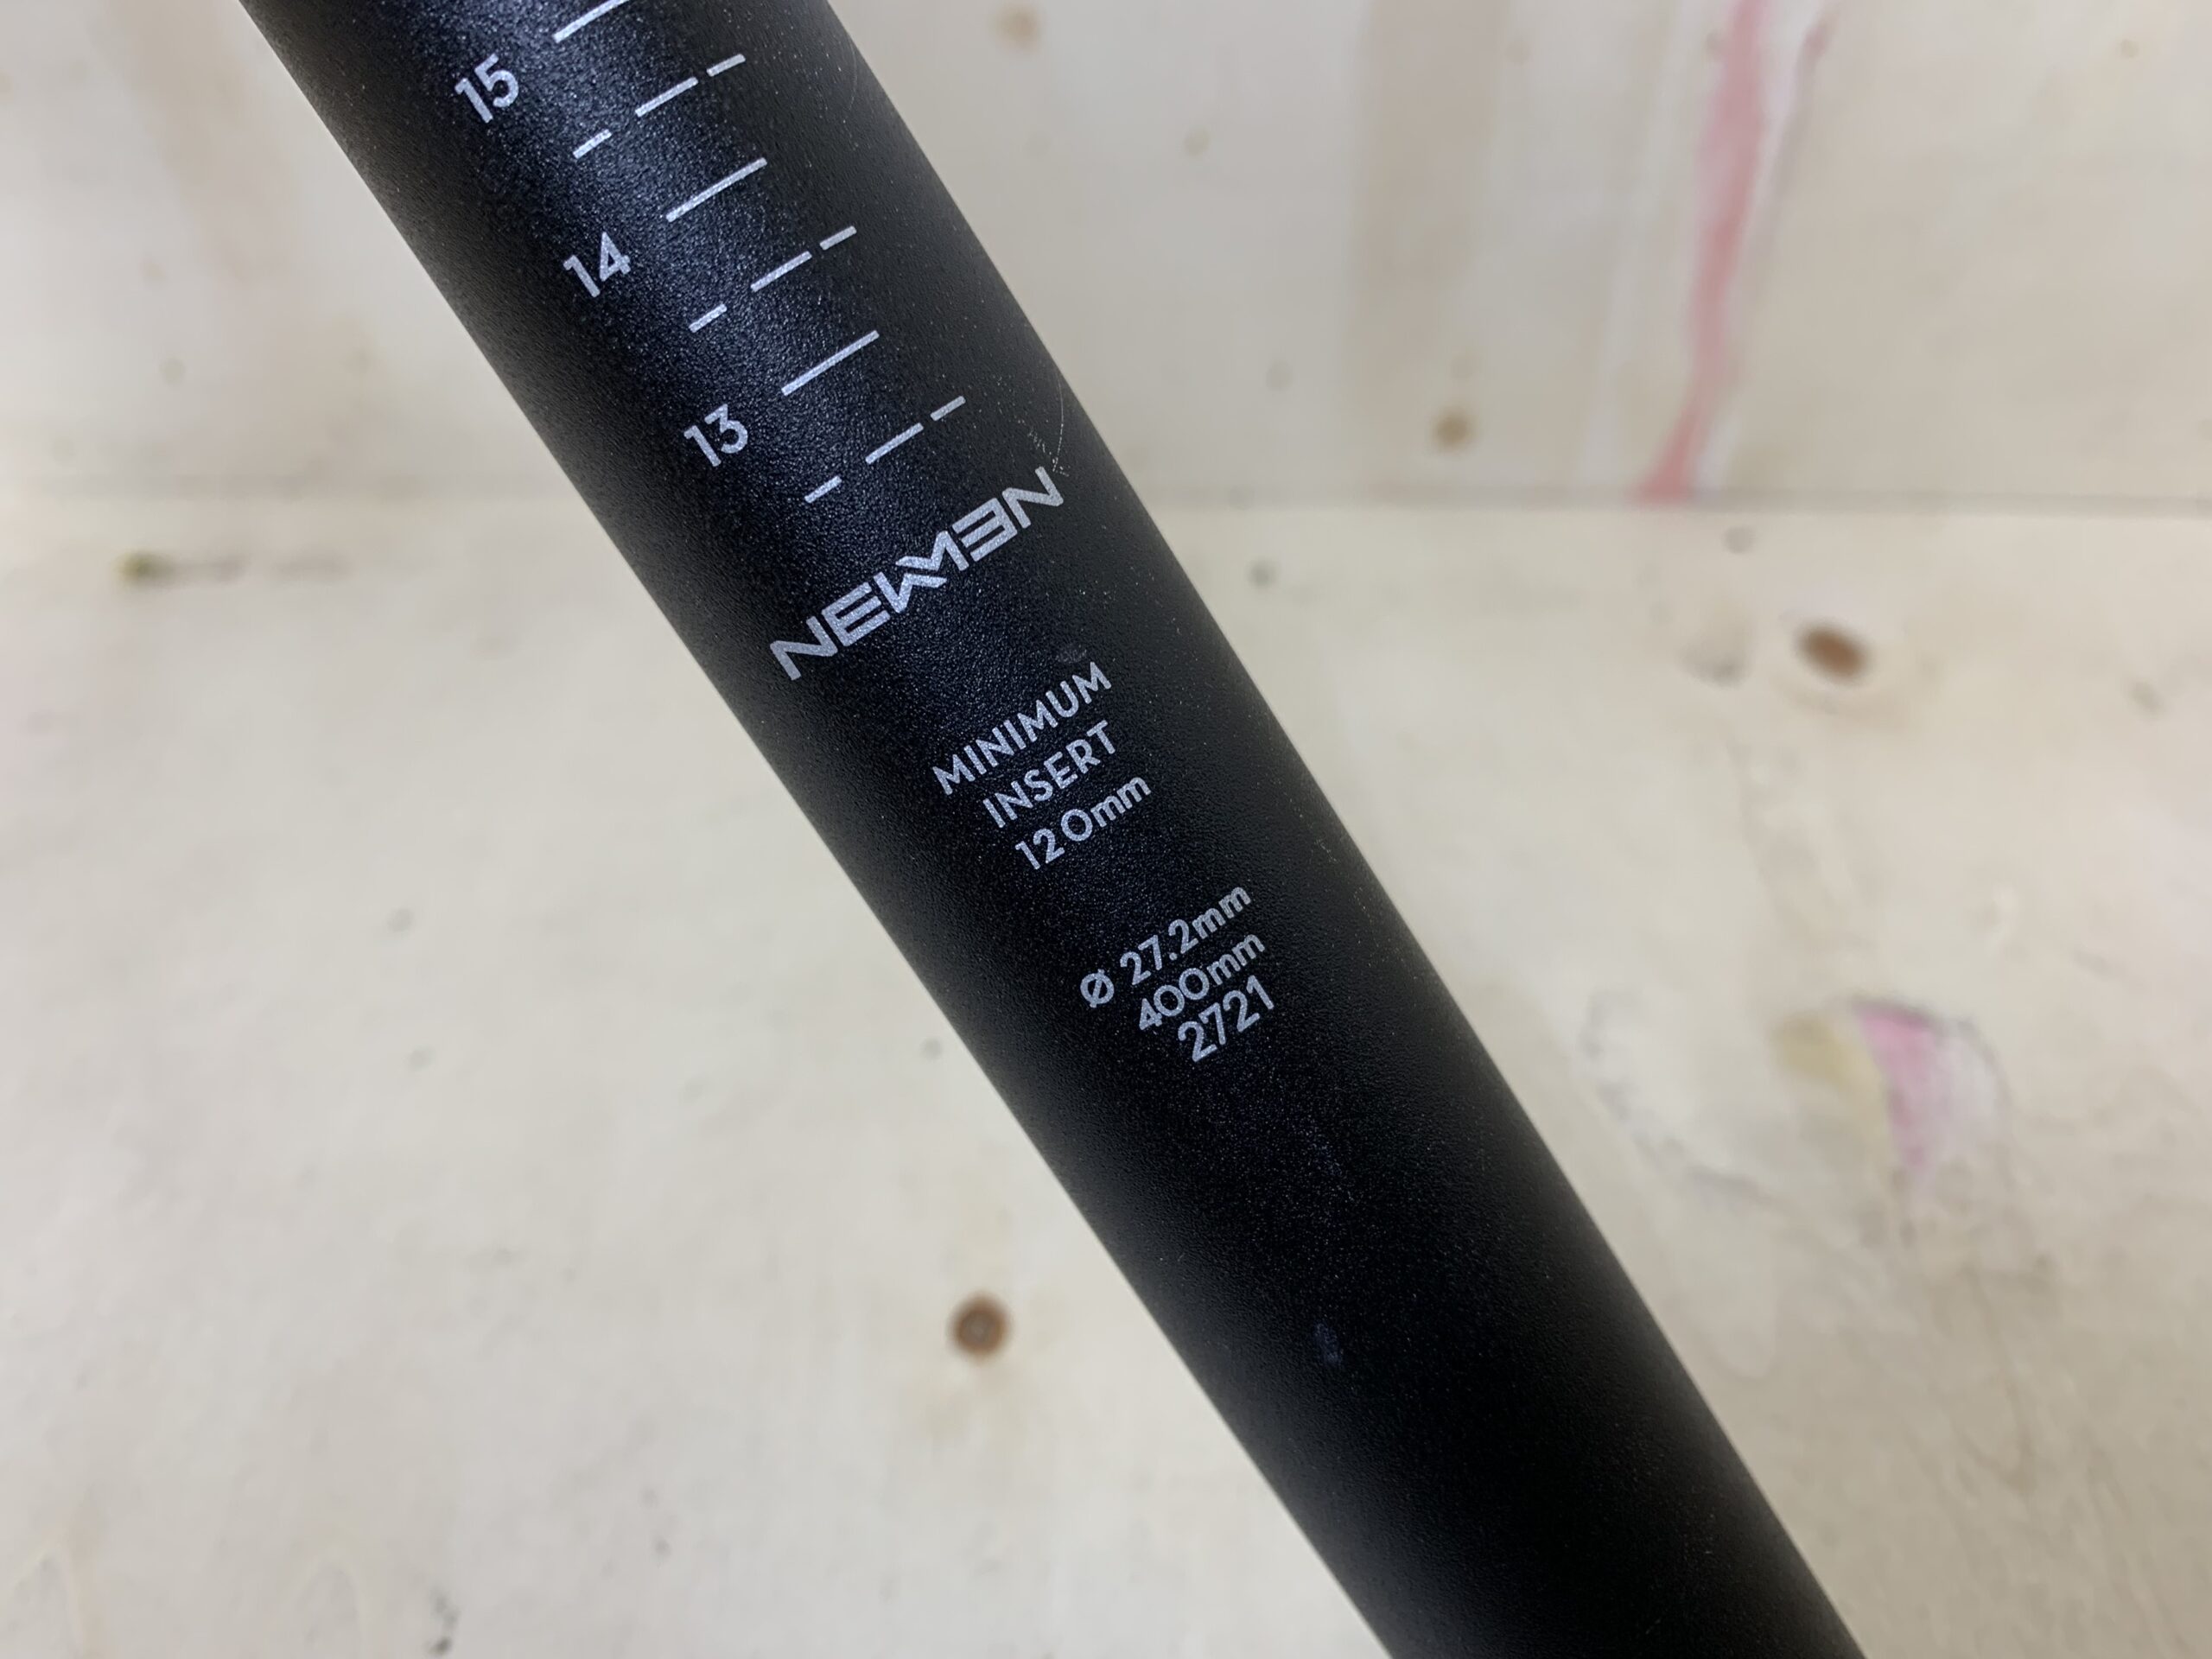 15
14
13
NEWMEN
MINIMUM
INSERT
120mm
Ø 27.2mm
400mm
2721